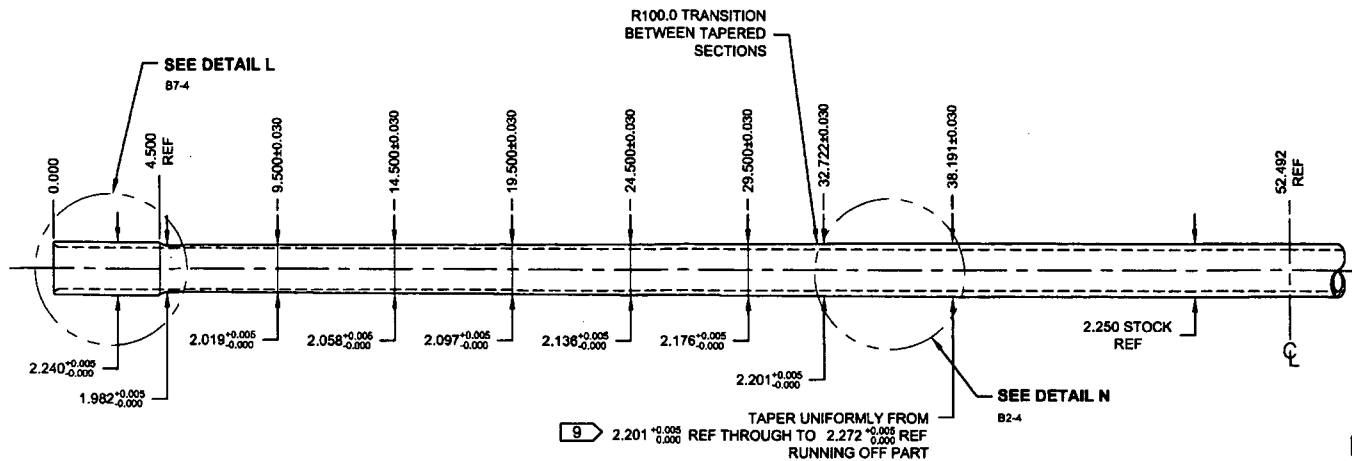 R100.0 TRANSITION
BETWEEN TAPERED
SECTIONS
SEE DETAIL L
B7-4
0.000
4.500
REF
9.500±0.030
14.500±0.030
19.500±0.030
24.500±0.030
29.500±0.030
32.722±0.030
38.191±0.030
52.492
REF
2.240 +0.005 -0.000
1.982 +0.005 -0.000
2.019 +0.005 -0.000
2.058 +0.005 -0.000
2.097 +0.005 -0.000
2.136 +0.005 -0.000
2.176 +0.005 -0.000
2.201 +0.005 -0.000
2.250 STOCK
REF
SEE DETAIL N
B2-4
TAPER UNIFORMLY FROM
9 2.201 +0.005 0.000 REF THROUGH TO 2.272 +0.005 0.000 REF
RUNNING OFF PART